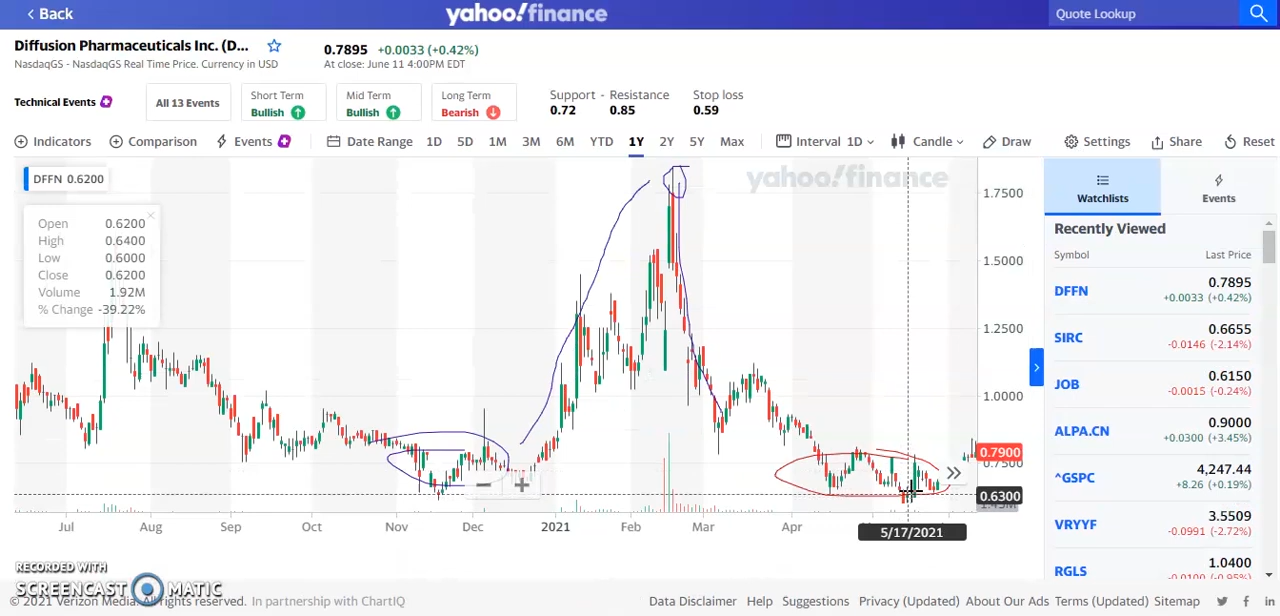 Back
yahoo!finance
Quote Lookup
Diffusion Pharmaceuticals Inc. (D...
0.7895 +0.0033 (+0.42%)
NasdaqGS - NasdaqGS Real Time Price. Currency in USD
At close: June 11 4:00PM EDT
Technical Events
All 13 Events
Short Term
Bullish
Mid Term
Bullish
Long Term
Bearish
Support - Resistance
0.72 0.85
Stop loss
0.59
Indicators Comparison Events Date Range 1D 5D 1M 3M 6M YTD 1Y 2Y 5Y Max Interval 1D Candle Draw Settings Share Reset
DFFN 0.6200
yahoo!finance
Open 0.6200
High 0.6400
Low 0.6000
Close 0.6200
Volume 1.92M
% Change -39.22%
1.7500
1.5000
1.2500
1.0000
0.7900
0.7500
0.6300
1.45M
Jul Aug Sep Oct Nov Dec 2021 Feb Mar Apr
5/17/2021
Watchlists
Events
Recently Viewed
Symbol Last Price
DFFN 0.7895
+0.0033 (+0.42%)
SIRC 0.6655
-0.0146 (-2.14%)
JOB 0.6150
-0.0015 (-0.24%)
ALPA.CN 0.9000
+0.0300 (+3.45%)
^GSPC 4,247.44
+8.26 (+0.19%)
VRYYF 3.5509
-0.0991 (-2.72%)
RGLS 1.0400
RECORDED WITH
SCREENCAST MATIC
© 2021 Verizon Media. All rights reserved. In partnership with ChartIQ
Data Disclaimer Help Suggestions Privacy (Updated) About Our Ads Terms (Updated) Sitemap